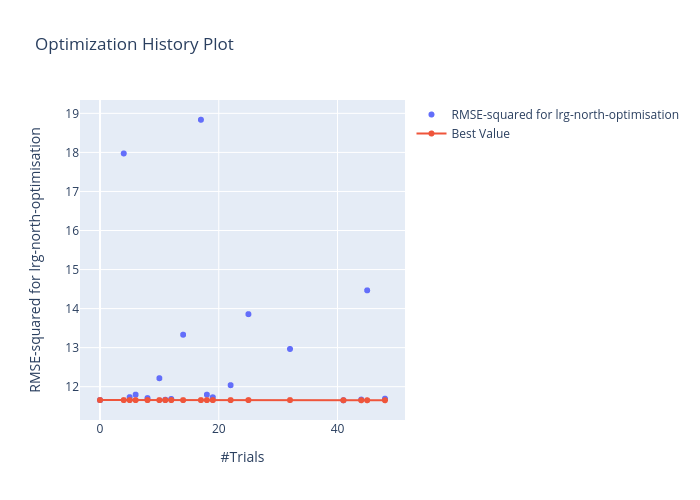 Optimization History Plot
RMSE-squared for lrg-north-optimisation
Best Value
19
18
17
16
15
14
13
12
0
20
40
#Trials
RMSE-squared for lrg-north-optimisation